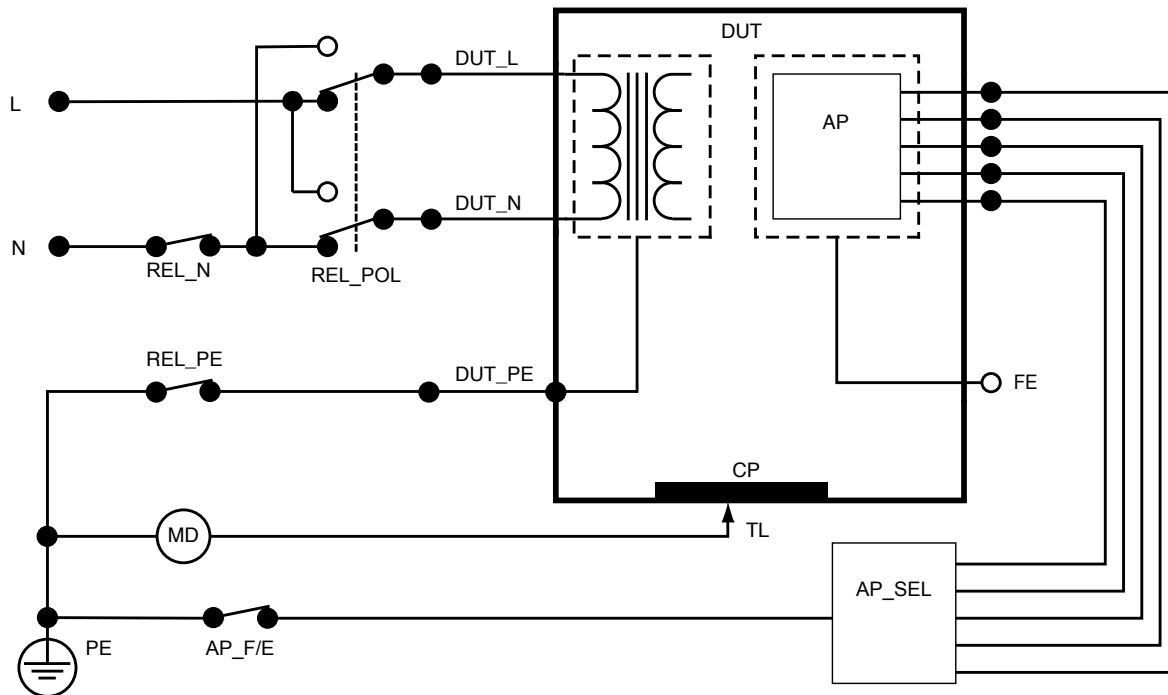 DUT
DUT_L
L
AP
DUT_N
N
REL_N
REL_POL
REL_PE
DUT_PE
FE
CP
MD
TL
AP_SEL
PE
AP_F/E